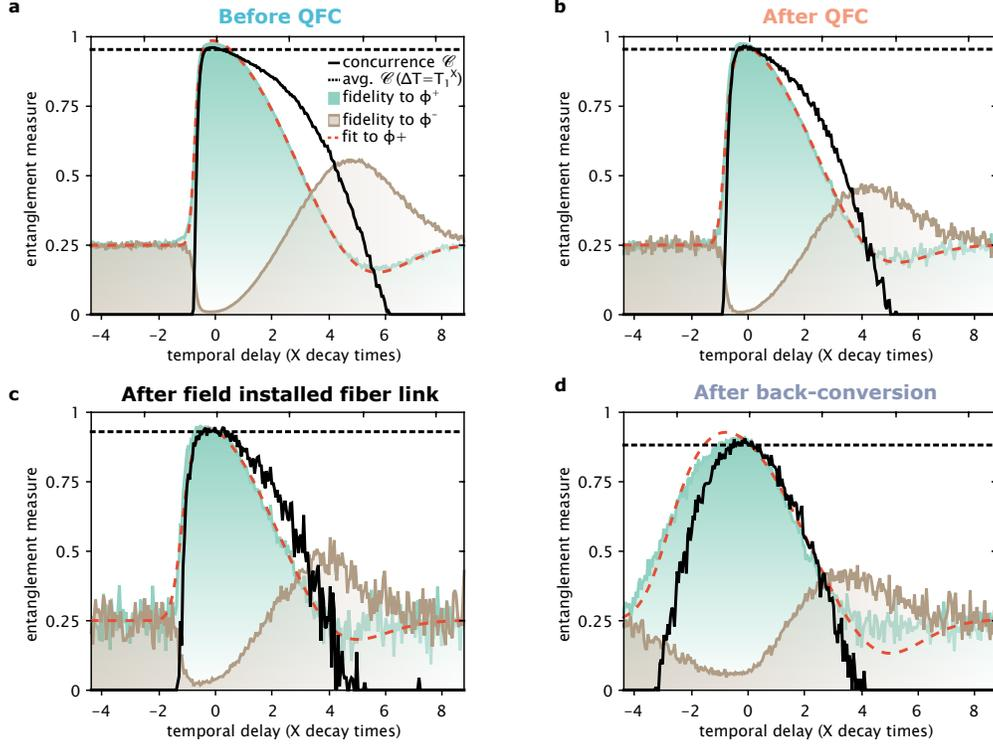 a
Before QFC
entanglement measure
1
0.75
0.5
0.25
0
concurrence 𝒞
avg. 𝒞 (ΔT=T₁ˣ)
fidelity to ϕ⁺
fidelity to ϕ⁻
fit to ϕ+
−4 −2 0 2 4 6 8
temporal delay (X decay times)
b
After QFC
entanglement measure
1
0.75
0.5
0.25
0
−4 −2 0 2 4 6 8
temporal delay (X decay times)
c
After field installed fiber link
entanglement measure
1
0.75
0.5
0.25
0
−4 −2 0 2 4 6 8
temporal delay (X decay times)
d
After back-conversion
entanglement measure
1
0.75
0.5
0.25
0
−4 −2 0 2 4 6 8
temporal delay (X decay times)